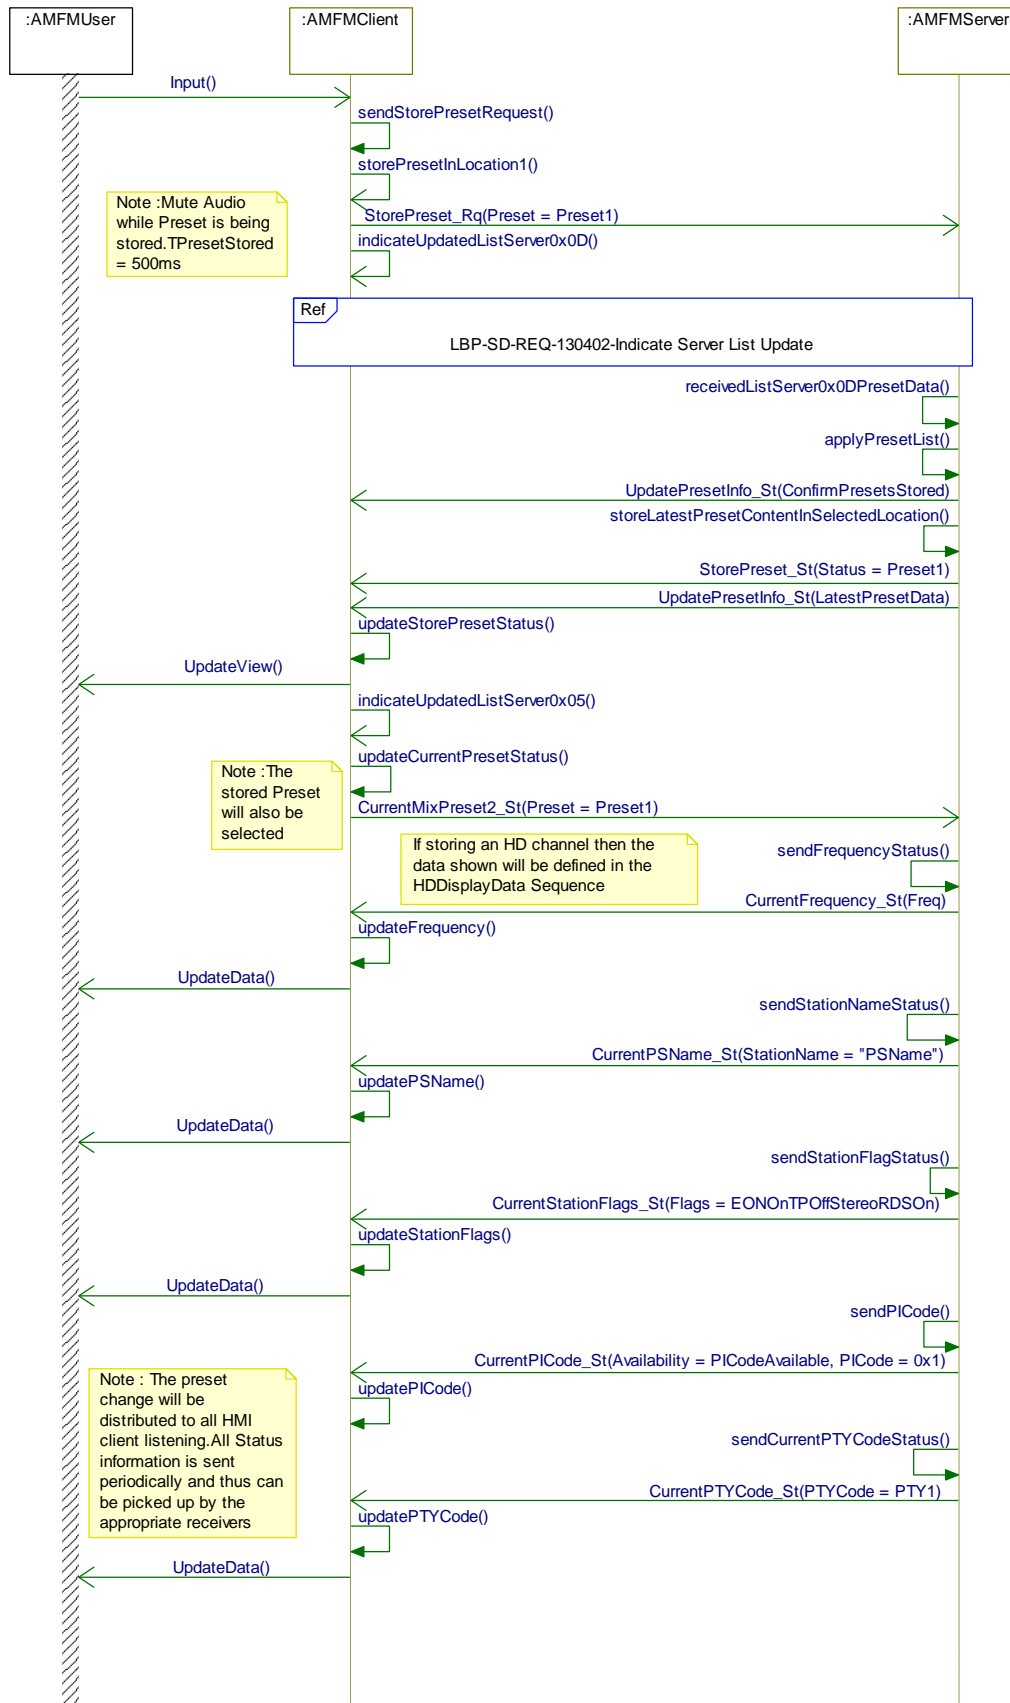 :AMFMUser
:AMFMClient
:AMFMServer
Input()
sendStorePresetRequest()
storePresetInLocation1()
Note :Mute Audio
while Preset is being
stored.TPresetStored
= 500ms
StorePreset_Rq(Preset = Preset1)
indicateUpdatedListServer0x0D()
Ref
LBP-SD-REQ-130402-Indicate Server List Update
receivedListServer0x0DPresetData()
applyPresetList()
UpdatePresetInfo_St(ConfirmPresetsStored)
storeLatestPresetContentInSelectedLocation()
StorePreset_St(Status = Preset1)
UpdatePresetInfo_St(LatestPresetData)
updateStorePresetStatus()
UpdateView()
indicateUpdatedListServer0x05()
updateCurrentPresetStatus()
Note :The
stored Preset
will also be
selected
CurrentMixPreset2_St(Preset = Preset1)
If storing an HD channel then the
data shown will be defined in the
HDDisplayData Sequence
sendFrequencyStatus()
CurrentFrequency_St(Freq)
updateFrequency()
UpdateData()
sendStationNameStatus()
CurrentPSName_St(StationName = "PSName")
updatePSName()
UpdateData()
sendStationFlagStatus()
CurrentStationFlags_St(Flags = EONOnTPOffStereoRDSOn)
updateStationFlags()
UpdateData()
sendPICode()
CurrentPICode_St(Availability = PICodeAvailable, PICode = 0x1)
updatePICode()
Note : The preset
change will be
distributed to all HMI
client listening.All Status
information is sent
periodically and thus can
be picked up by the
appropriate receivers
sendCurrentPTYCodeStatus()
CurrentPTYCode_St(PTYCode = PTY1)
updatePTYCode()
UpdateData()